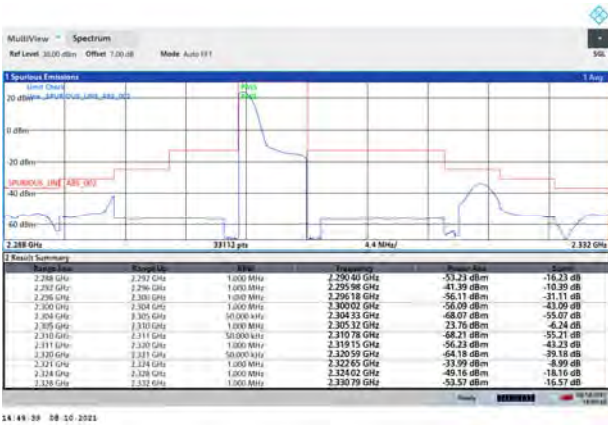 MultiView Spectrum
Ref Level 30.00 dBm Offset 7.00 dB Mode Auto FFT
SGL
1 Spurious Emissions 1 Avg
Limit Check PASS
Line _SPURIOUS_LINE_ABS_002 PASS
20 dBm
0 dBm
-20 dBm
_SPURIOUS_LINE_ABS_002
-40 dBm
-60 dBm
2.288 GHz 33112 pts 4.4 MHz/ 2.332 GHz
2 Result Summary
Range Low Range Up RBW Frequency Power Abs
2.288 GHz 2.292 GHz 1.000 MHz 2.290 40 GHz -53.23 dBm -16.23 dB
2.292 GHz 2.296 GHz 1.000 MHz 2.295 98 GHz -41.39 dBm -10.39 dB
2.296 GHz 2.300 GHz 1.000 MHz 2.296 18 GHz -56.11 dBm -31.11 dB
2.300 GHz 2.304 GHz 1.000 MHz 2.300 02 GHz -56.09 dBm -43.09 dB
2.304 GHz 2.305 GHz 50.000 kHz 2.304 33 GHz -68.07 dBm -55.07 dB
2.305 GHz 2.310 GHz 1.000 MHz 2.305 32 GHz 23.76 dBm -6.24 dB
2.310 GHz 2.311 GHz 50.000 kHz 2.310 78 GHz -68.21 dBm -55.21 dB
2.311 GHz 2.320 GHz 1.000 MHz 2.319 15 GHz -56.23 dBm -43.23 dB
2.320 GHz 2.321 GHz 50.000 kHz 2.320 59 GHz -64.18 dBm -39.18 dB
2.321 GHz 2.324 GHz 1.000 MHz 2.322 65 GHz -33.99 dBm -8.99 dB
2.324 GHz 2.328 GHz 1.000 MHz 2.324 02 GHz -49.16 dBm -18.16 dB
2.328 GHz 2.332 GHz 1.000 MHz 2.330 79 GHz -53.57 dBm -16.57 dB
Ready
14:49:39 08-10-2021